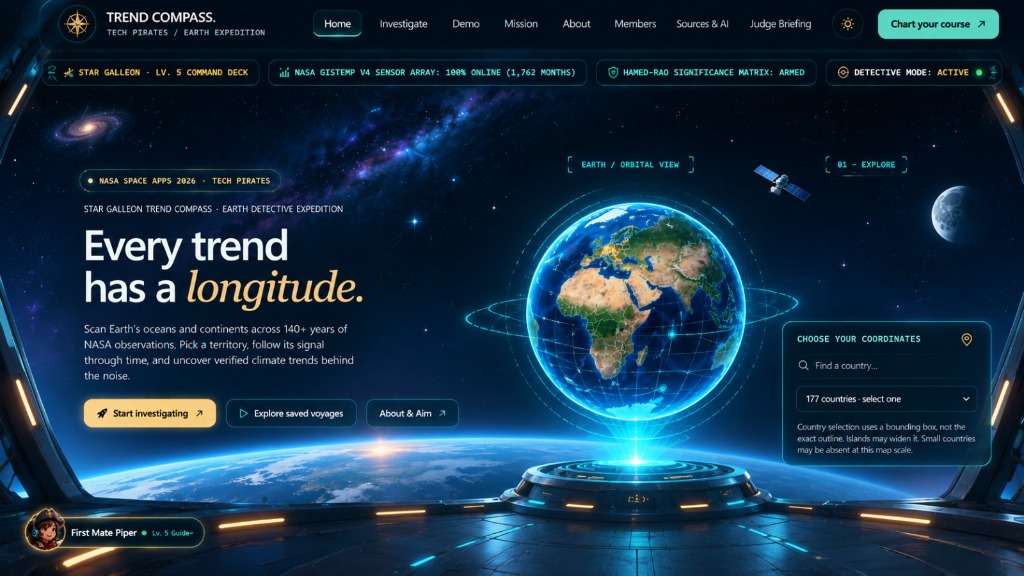 TREND COMPASS.
TECH PIRATES / EARTH EXPEDITION
Home
Investigate
Demo
Mission
About
Members
Sources & AI
Judge Briefing
Chart your course ↗
STAR GALLEON · LV. 5 COMMAND DECK
NASA GISTEMP V4 SENSOR ARRAY: 100% ONLINE (1,762 MONTHS)
HAMED-RAO SIGNIFICANCE MATRIX: ARMED
DETECTIVE MODE: ACTIVE
EARTH / ORBITAL VIEW
01 — EXPLORE
NASA SPACE APPS 2026 · TECH PIRATES
STAR GALLEON TREND COMPASS · EARTH DETECTIVE EXPEDITION
Every trend
has a longitude.
Scan Earth's oceans and continents across 140+ years of
NASA observations. Pick a territory, follow its signal
through time, and uncover verified climate trends behind
the noise.
Start investigating ↗
Explore saved voyages
About & Aim ↗
CHOOSE YOUR COORDINATES
Find a country...
177 countries · select one
Country selection uses a bounding box, not the
exact outline. Islands may widen it. Small countries
may be absent at this map scale.
First Mate Piper
Lv. 5 Guide